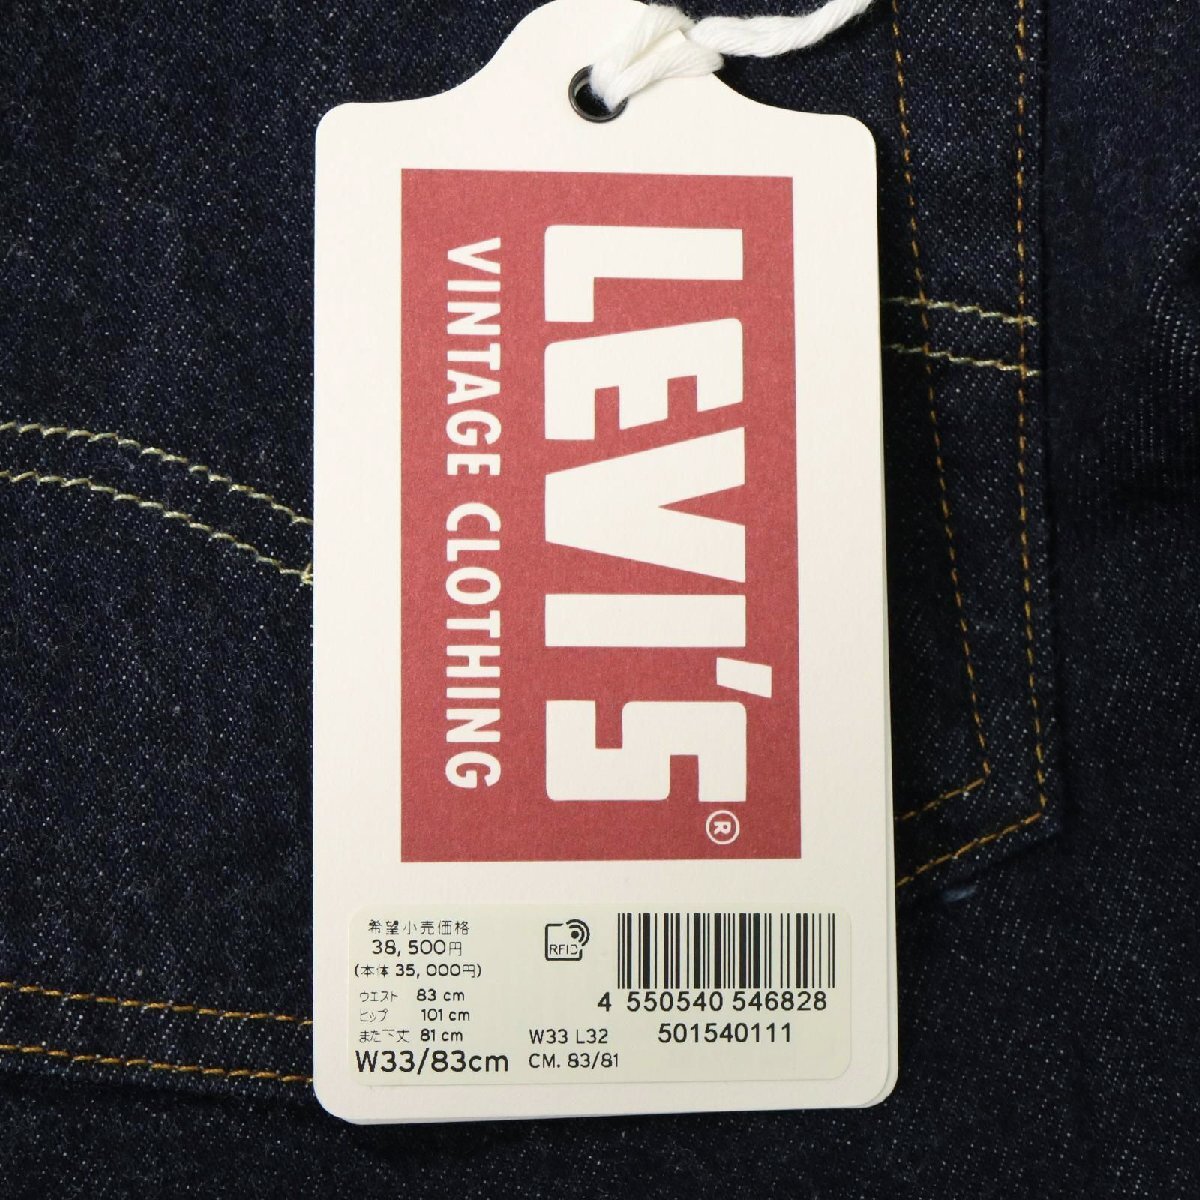 LEVI'S®
VINTAGE CLOTHING
希望小売価格
38,500円
(本体 35,000円)
ウエスト 83 cm
ヒップ 101 cm
また下丈 81 cm
W33/83cm
RFID
W33 L32
CM. 83/81
4 550540 546828
501540111